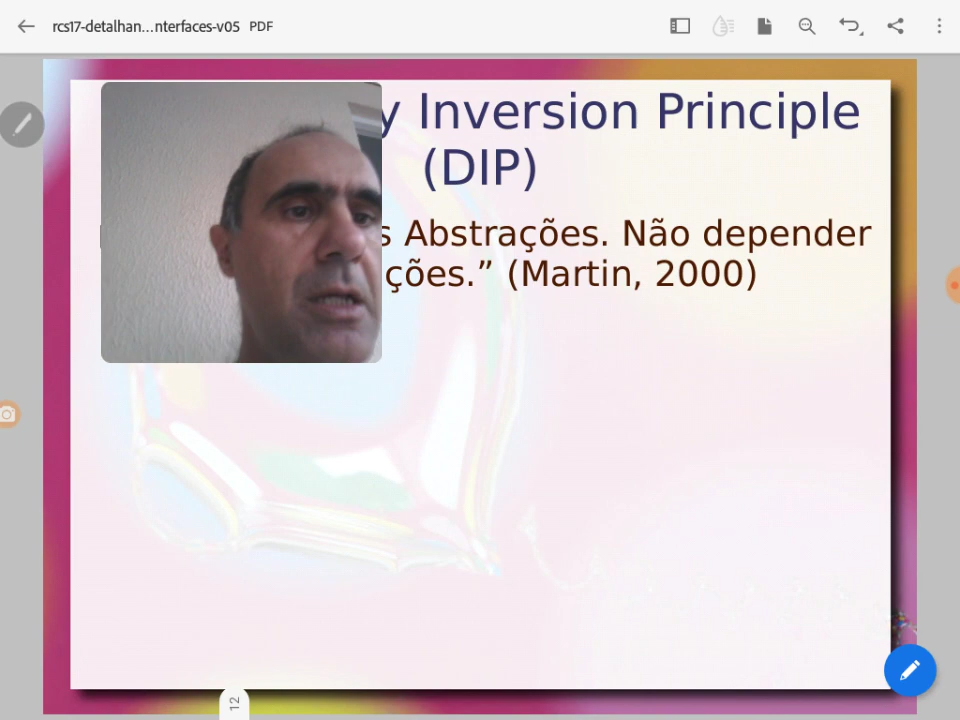 rcs17-detalhan...nterfaces-v05 PDF
y Inversion Principle
(DIP)
s Abstrações. Não depender
ções.” (Martin, 2000)
12